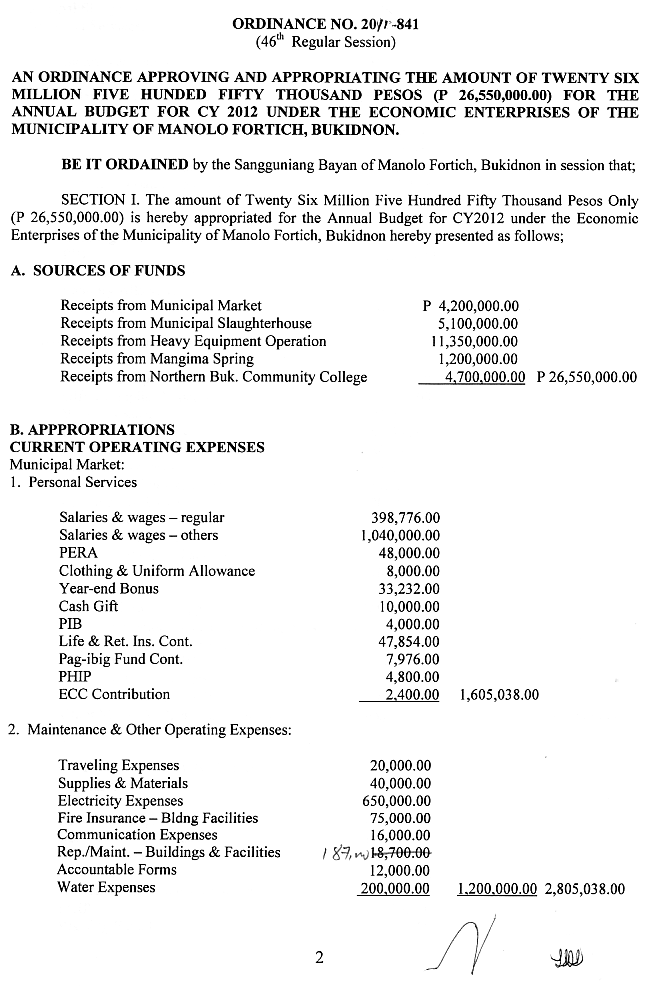 ORDINANCE NO. 2011-841
(46th Regular Session)
AN ORDINANCE APPROVING AND APPROPRIATING THE AMOUNT OF TWENTY SIX
MILLION FIVE HUNDED FIFTY THOUSAND PESOS (P 26,550,000.00) FOR THE
ANNUAL BUDGET FOR CY 2012 UNDER THE ECONOMIC ENTERPRISES OF THE
MUNICIPALITY OF MANOLO FORTICH, BUKIDNON.
BE IT ORDAINED by the Sangguniang Bayan of Manolo Fortich, Bukidnon in session that;
SECTION I. The amount of Twenty Six Million Five Hundred Fifty Thousand Pesos Only
(P 26,550,000.00) is hereby appropriated for the Annual Budget for CY2012 under the Economic
Enterprises of the Municipality of Manolo Fortich, Bukidnon hereby presented as follows;
A. SOURCES OF FUNDS
Receipts from Municipal Market P 4,200,000.00
Receipts from Municipal Slaughterhouse 5,100,000.00
Receipts from Heavy Equipment Operation 11,350,000.00
Receipts from Mangima Spring 1,200,000.00
Receipts from Northern Buk. Community College 4,700,000.00 P 26,550,000.00
B. APPPROPRIATIONS
CURRENT OPERATING EXPENSES
Municipal Market:
1. Personal Services
Salaries & wages – regular 398,776.00
Salaries & wages – others 1,040,000.00
PERA 48,000.00
Clothing & Uniform Allowance 8,000.00
Year-end Bonus 33,232.00
Cash Gift 10,000.00
PIB 4,000.00
Life & Ret. Ins. Cont. 47,854.00
Pag-ibig Fund Cont. 7,976.00
PHIP 4,800.00
ECC Contribution 2,400.00 1,605,038.00
2. Maintenance & Other Operating Expenses:
Traveling Expenses 20,000.00
Supplies & Materials 40,000.00
Electricity Expenses 650,000.00
Fire Insurance – Bldng Facilities 75,000.00
Communication Expenses 16,000.00
Rep./Maint. – Buildings & Facilities 18,700.00
Accountable Forms 12,000.00
Water Expenses 200,000.00 1,200,000.00 2,805,038.00
2